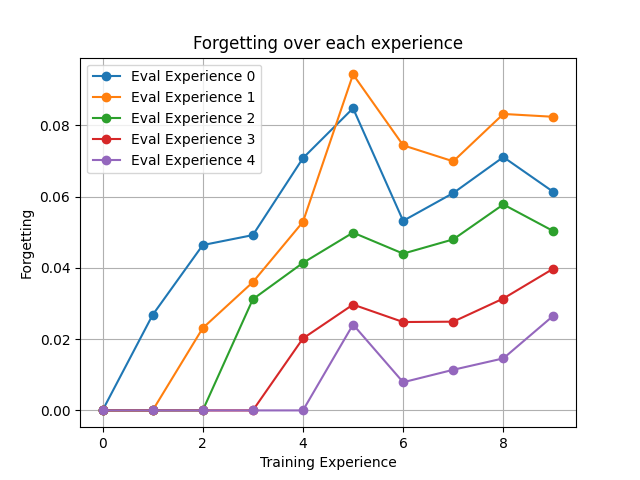 Forgetting over each experience
Eval Experience 0
Eval Experience 1
Eval Experience 2
Eval Experience 3
Eval Experience 4
0.08
0.06
0.04
0.02
0.00
Forgetting
0 2 4 6 8
Training Experience